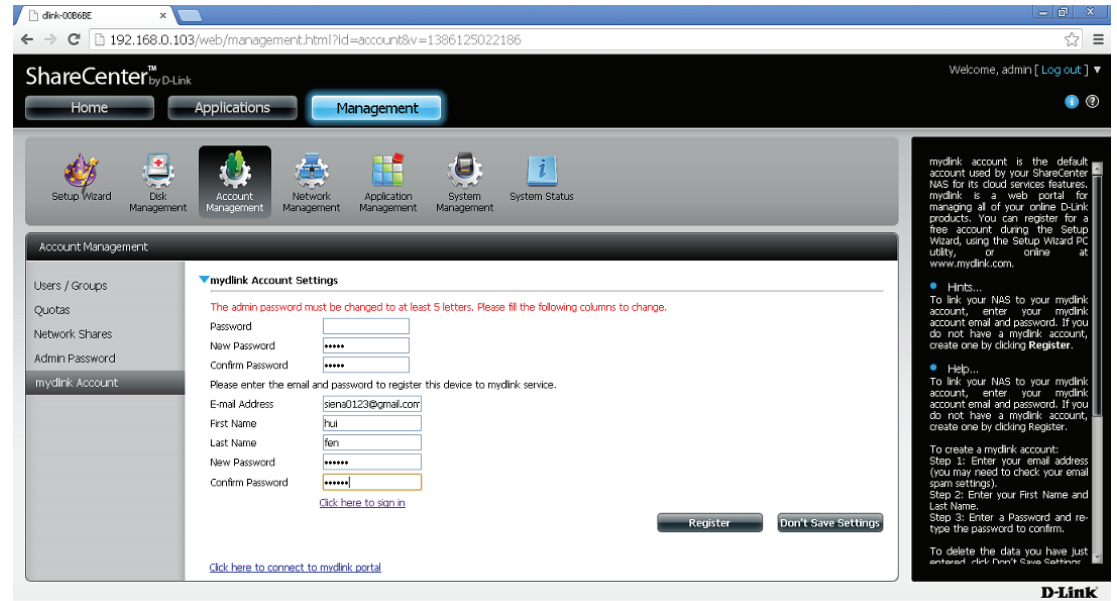 dlink-00B6BE
192.168.0.103/web/management.html?id=account&v=1386125022186
ShareCenter™ by D-Link
Welcome, admin [ Log out ]
Home
Applications
Management
Setup Wizard
Disk
Management
Account
Management
Network
Management
Application
Management
System
Management
System Status
Account Management
Users / Groups
Quotas
Network Shares
Admin Password
mydlink Account
mydlink Account Settings
The admin password must be changed to at least 5 letters. Please fill the following columns to change.
Password
New Password •••••
Confirm Password •••••
Please enter the email and password to register this device to mydlink service.
E-mail Address siena0123@gmail.com
First Name hui
Last Name fen
New Password ••••••
Confirm Password ••••••
Click here to sign in
Register
Don't Save Settings
Click here to connect to mydlink portal
mydlink account is the default
account used by your ShareCenter
NAS for its cloud services features.
mydlink is a web portal for
managing all of your online D-Link
products. You can register for a
free account during the Setup
Wizard, using the Setup Wizard PC
utility, or online at
www.mydlink.com.
Hints...
To link your NAS to your mydlink
account, enter your mydlink
account email and password. If you
do not have a mydlink account,
create one by clicking Register.
Help...
To link your NAS to your mydlink
account, enter your mydlink
account email and password. If you
do not have a mydlink account,
create one by clicking Register.
To create a mydlink account:
Step 1: Enter your email address
(you may need to check your email
spam settings).
Step 2: Enter your First Name and
Last Name.
Step 3: Enter a Password and re-
type the password to confirm.
To delete the data you have just
entered, click Don't Save Settings
D-Link